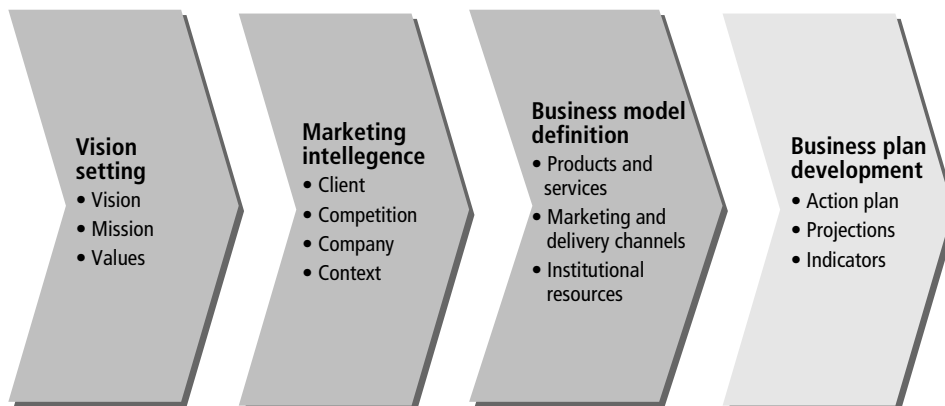 Vision
setting
• Vision
• Mission
• Values
Marketing
intellegence
• Client
• Competition
• Company
• Context
Business model
definition
• Products and
services
• Marketing and
delivery channels
• Institutional
resources
Business plan
development
• Action plan
• Projections
• Indicators